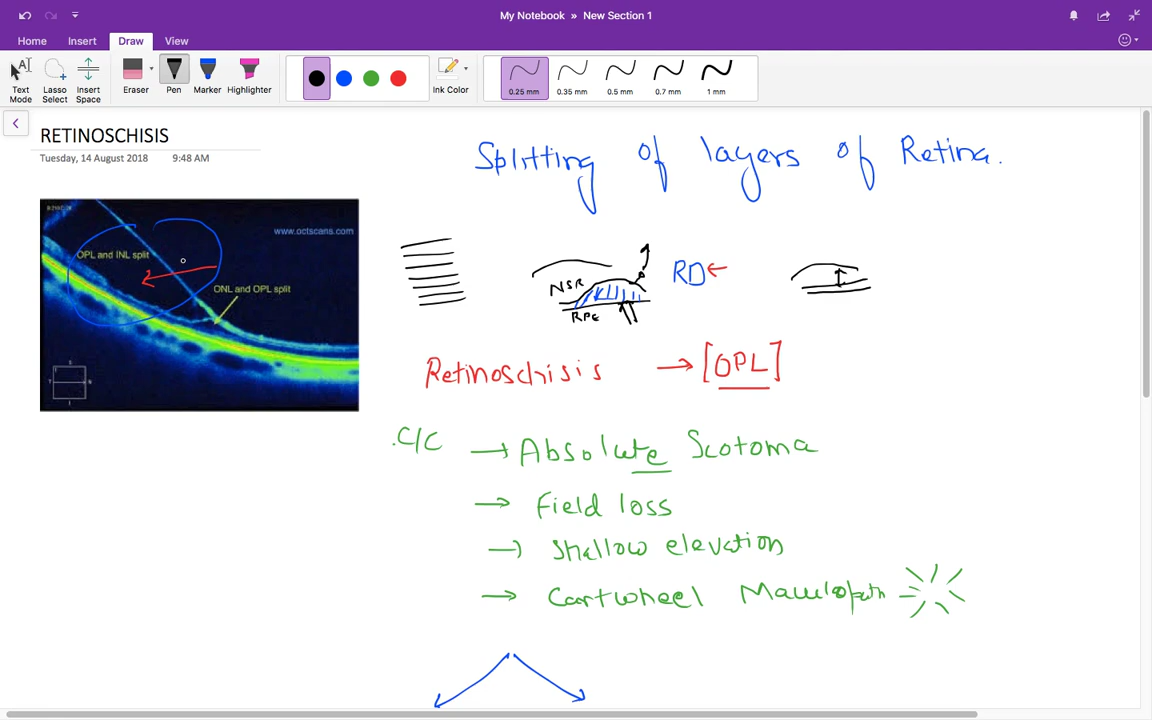 My Notebook » New Section 1
Home Insert Draw View
Text Mode
Lasso Select
Insert Space
Eraser
Pen
Marker
Highlighter
Ink Color
0.25 mm
0.35 mm
0.5 mm
0.7 mm
1 mm
RETINOSCHISIS
Tuesday, 14 August 2018 9:48 AM
Splitting of layers of Retina.
www.octscans.com
OPL and INL split
ONL and OPL split
NSR
RPE
RD
Retinoschisis → [OPL]
C/C → Absolute Scotoma
→ Field loss
→ Shallow elevation
→ Cartwheel